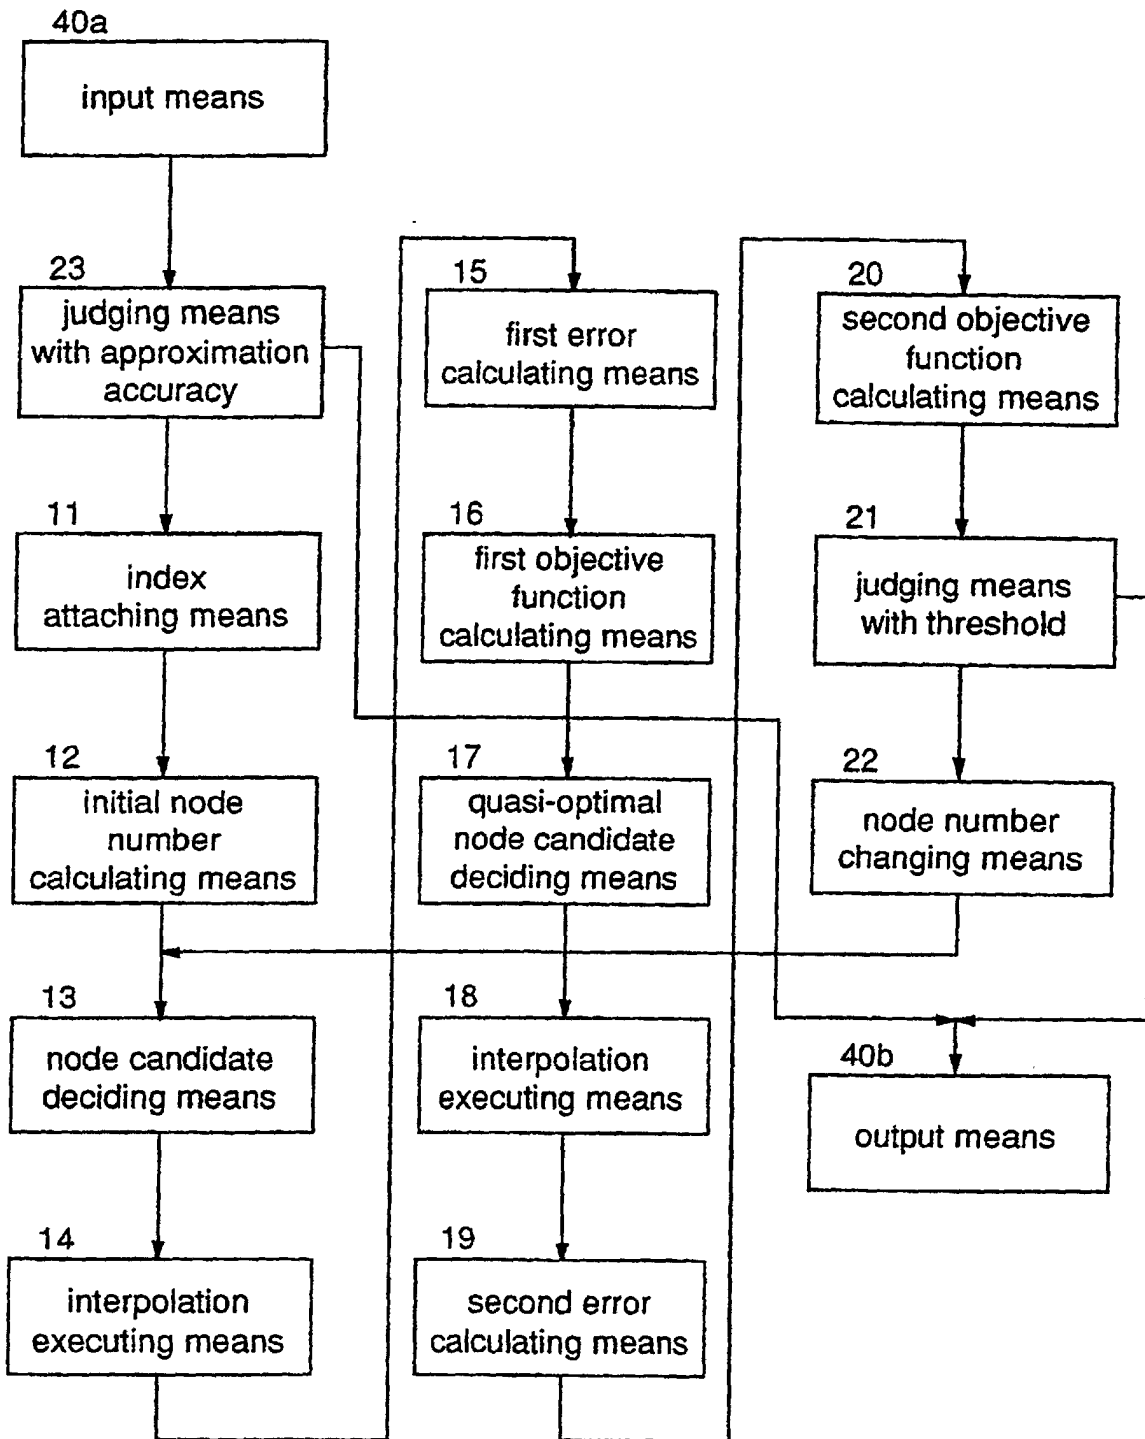 40a
input means
23
judging means
with approximation
accuracy
11
index
attaching means
12
initial node
number
calculating means
13
node candidate
deciding means
14
interpolation
executing means
15
first error
calculating means
16
first objective
function
calculating means
17
quasi-optimal
node candidate
deciding means
18
interpolation
executing means
19
second error
calculating means
20
second objective
function
calculating means
21
judging means
with threshold
22
node number
changing means
40b
output means